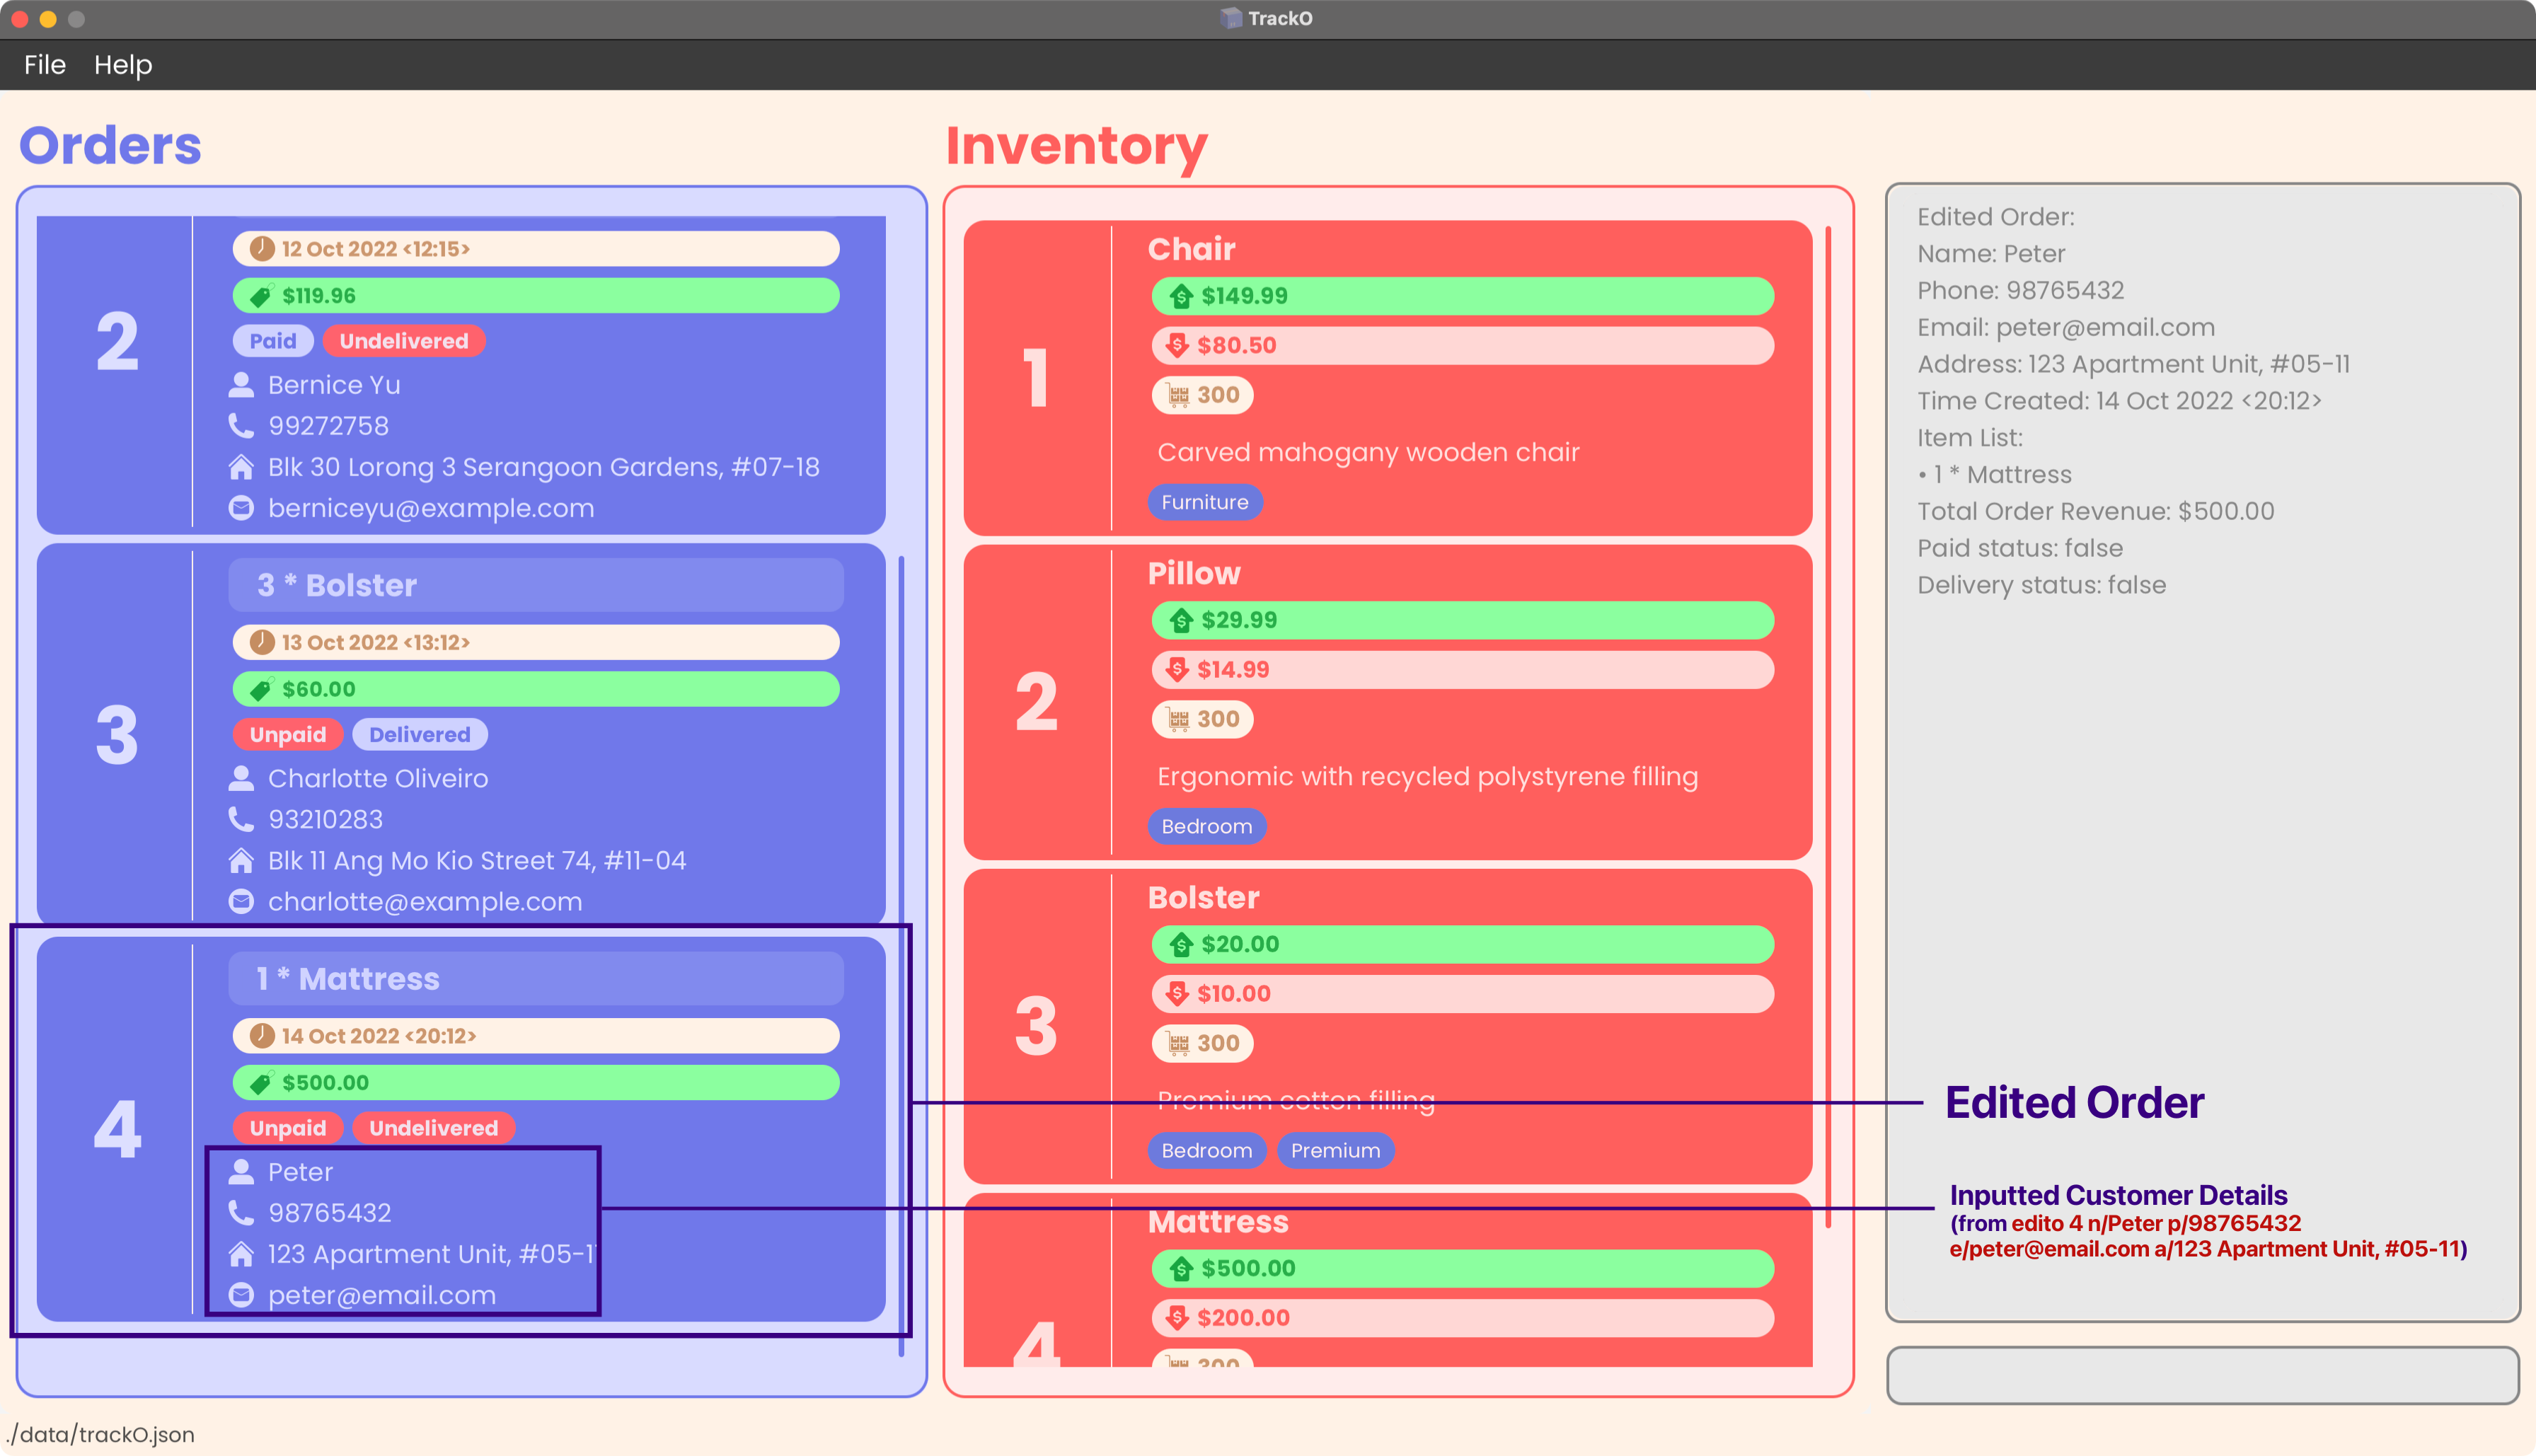 TrackO
File Help
Orders
2
12 Oct 2022 <12:15>
$119.96
Paid Undelivered
Bernice Yu
99272758
Blk 30 Lorong 3 Serangoon Gardens, #07-18
berniceyu@example.com
3
3 * Bolster
13 Oct 2022 <13:12>
$60.00
Unpaid Delivered
Charlotte Oliveiro
93210283
Blk 11 Ang Mo Kio Street 74, #11-04
charlotte@example.com
4
1 * Mattress
14 Oct 2022 <20:12>
$500.00
Unpaid Undelivered
Peter
98765432
123 Apartment Unit, #05-11
peter@email.com
Inventory
1
Chair
$149.99
$80.50
300
Carved mahogany wooden chair
Furniture
2
Pillow
$29.99
$14.99
300
Ergonomic with recycled polystyrene filling
Bedroom
3
Bolster
$20.00
$10.00
300
Premium cotton filling
Bedroom Premium
4
Mattress
$500.00
$200.00
300
Edited Order:
Name: Peter
Phone: 98765432
Email: peter@email.com
Address: 123 Apartment Unit, #05-11
Time Created: 14 Oct 2022 <20:12>
Item List:
• 1 * Mattress
Total Order Revenue: $500.00
Paid status: false
Delivery status: false
Edited Order
Inputted Customer Details
(from edito 4 n/Peter p/98765432
e/peter@email.com a/123 Apartment Unit, #05-11)
./data/trackO.json